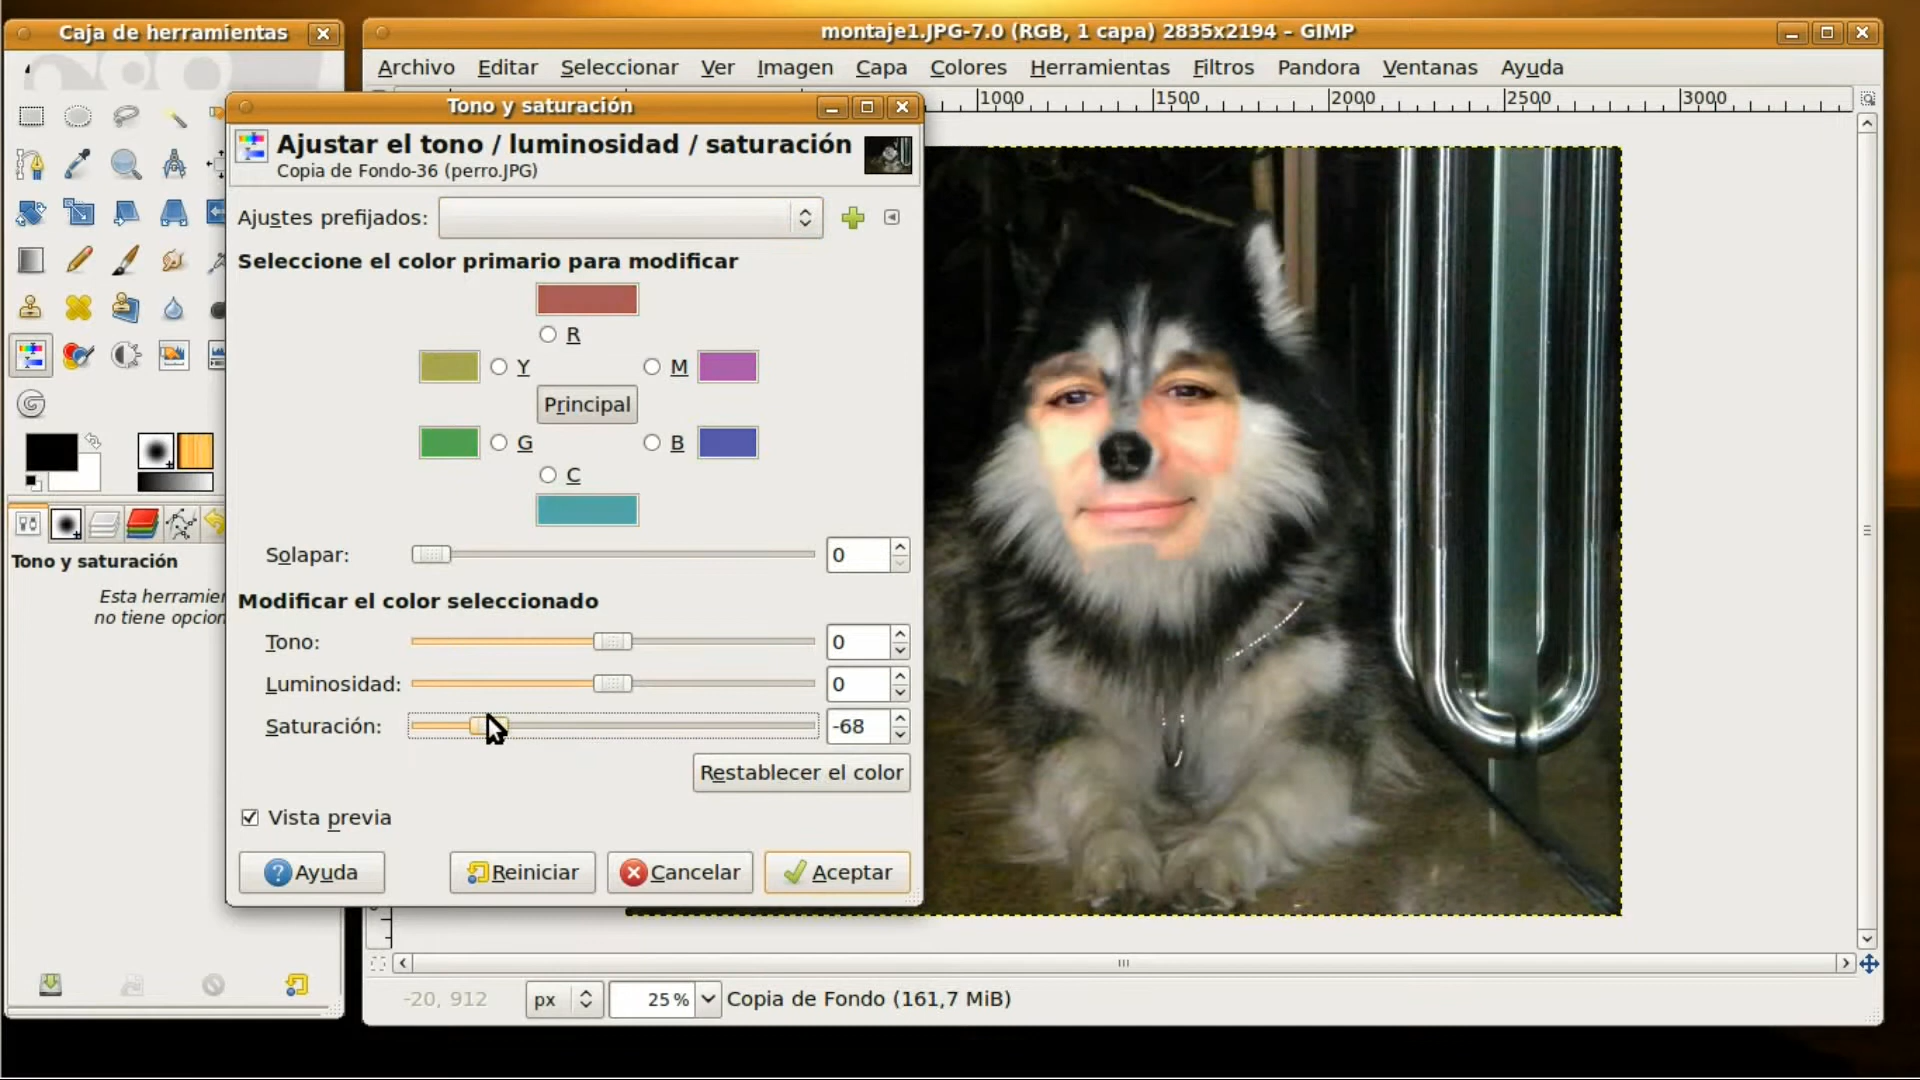 Caja de herramientas
montaje1.JPG-7.0 (RGB, 1 capa) 2835x2194 – GIMP
Archivo Editar Seleccionar Ver Imagen Capa Colores Herramientas Filtros Pandora Ventanas Ayuda
1000 1500 2000 2500 3000
Tono y saturación
Ajustar el tono / luminosidad / saturación
Copia de Fondo-36 (perro.JPG)
Ajustes prefijados:
Seleccione el color primario para modificar
R
Y M
Principal
G B
C
Solapar: 0
Modificar el color seleccionado
Tono: 0
Luminosidad: 0
Saturación: -68
Restablecer el color
Vista previa
Ayuda Reiniciar Cancelar Aceptar
Tono y saturación
Esta herramier
no tiene opcion
-20, 912 px 25 % Copia de Fondo (161,7 MiB)